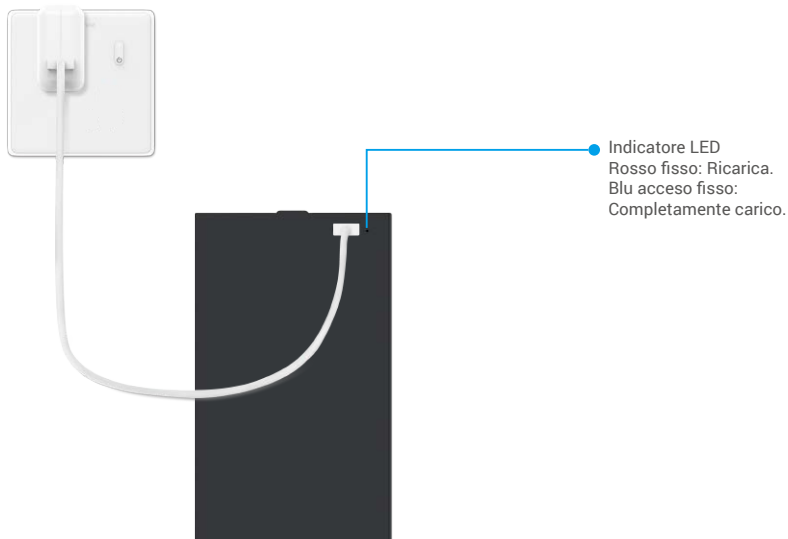 Indicatore LED
Rosso fisso: Ricarica.
Blu acceso fisso:
Completamente carico.